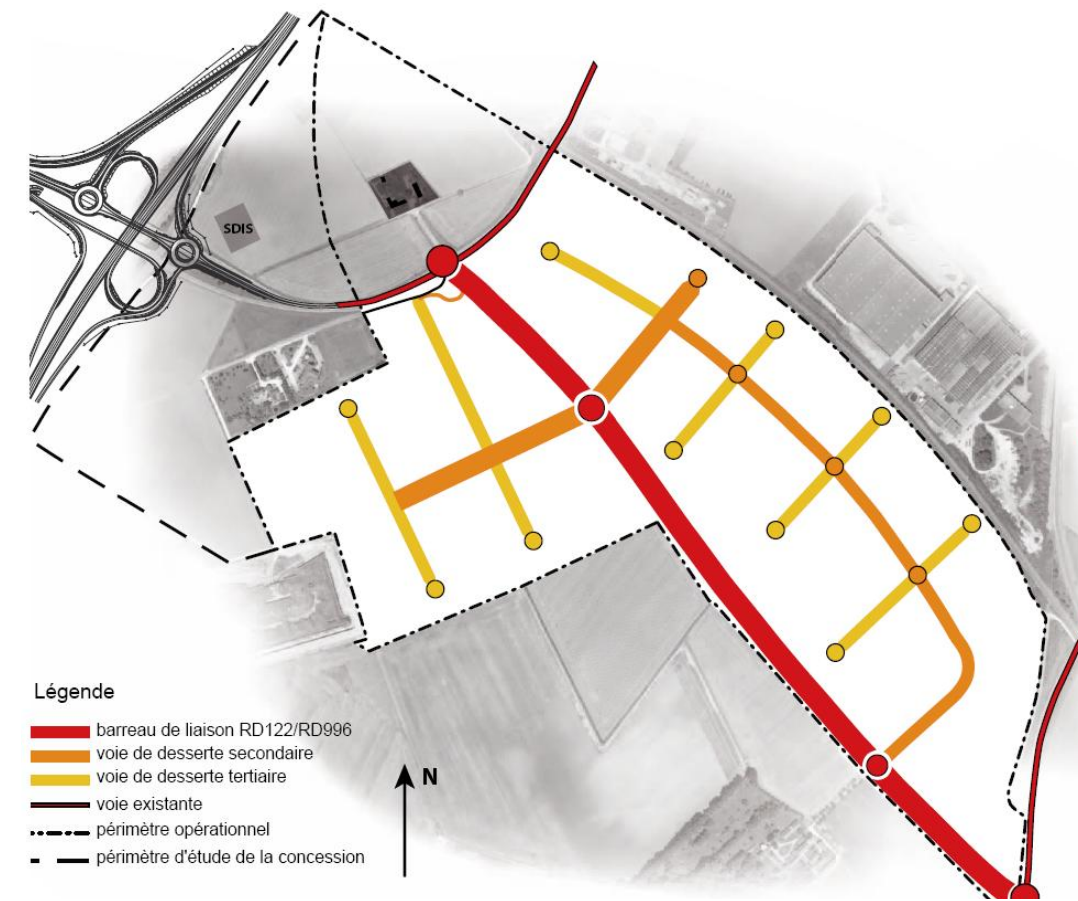 SDIS
Légende
barreau de liaison RD122/RD996
voie de desserte secondaire
voie de desserte tertiaire
voie existante
périmètre opérationnel
périmètre d'étude de la concession
N